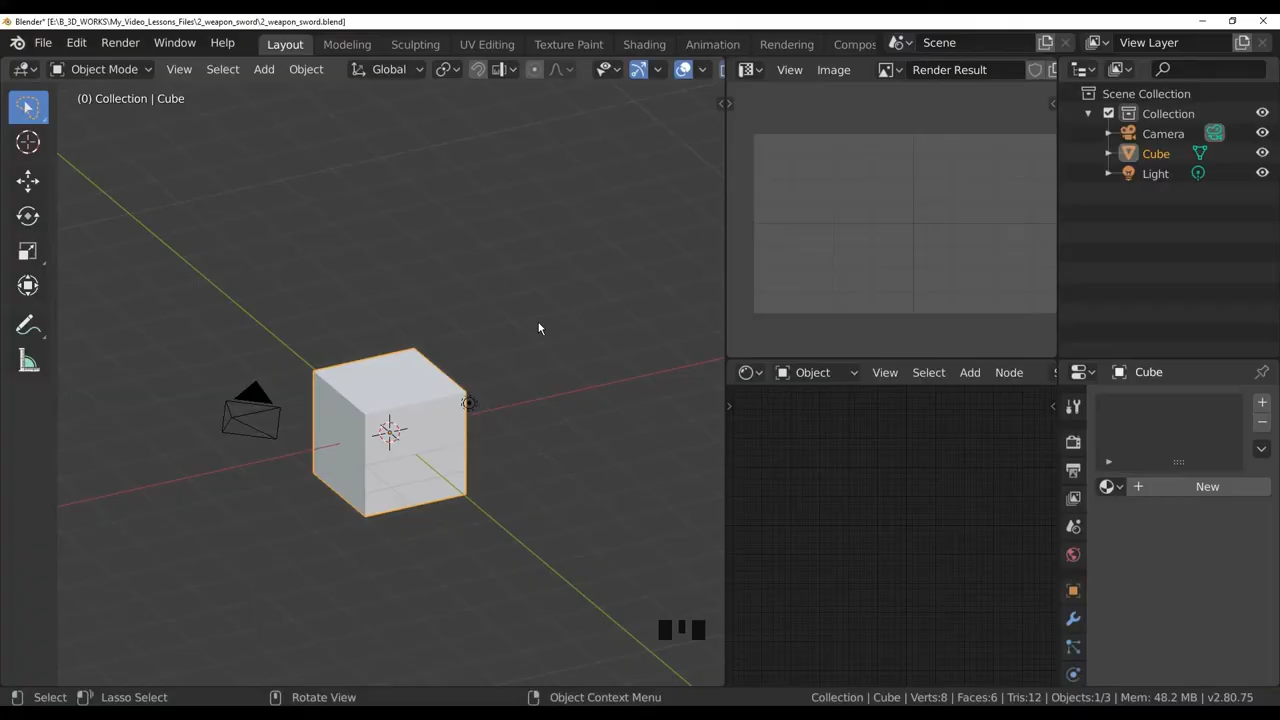 Blender* [E:\B_3D_WORKS\My_Video_Lessons_Files\2_weapon_sword\2_weapon_sword.blend]
File Edit Render Window Help Layout Modeling Sculpting UV Editing Texture Paint Shading Animation Rendering Compos Scene View Layer
Object Mode View Select Add Object Global View Image Render Result
(0) Collection | Cube
Scene Collection
Collection
Camera
Cube
Light
Object View Select Add Node S Cube
New
Select Lasso Select Rotate View Object Context Menu Collection | Cube | Verts:8 | Faces:6 | Tris:12 | Objects:1/3 | Mem: 48.2 MB | v2.80.75